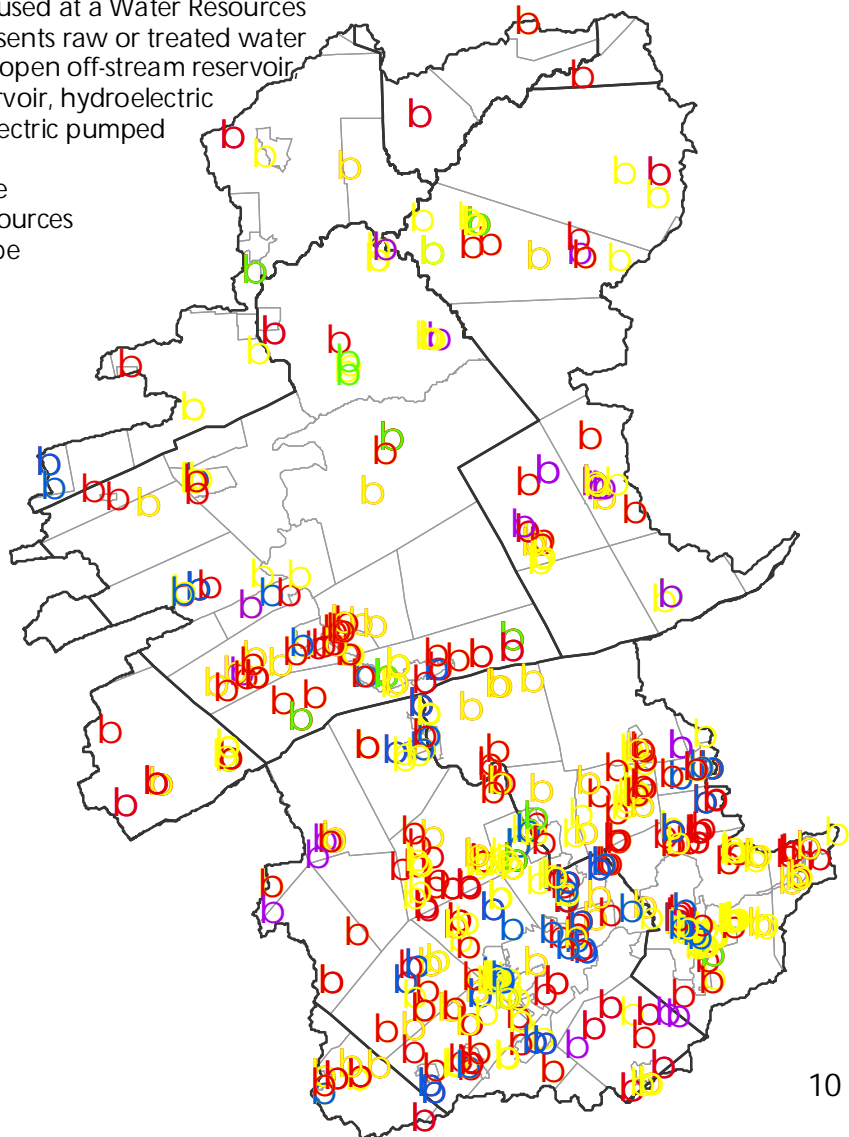 used at a Water Resources
sents raw or treated water
open off-stream reservoir,
rvoir, hydroelectric
ectric pumped
e
ources
be
10